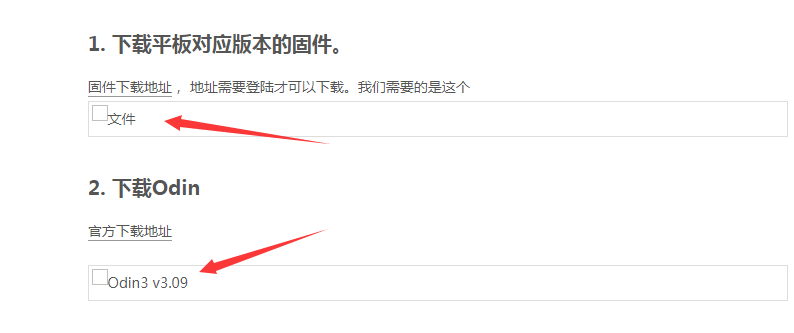 1. 下载平板对应版本的固件。
固件下载地址 ，地址需要登陆才可以下载。我们需要的是这个
文件
2. 下载Odin
官方下载地址
Odin3 v3.09